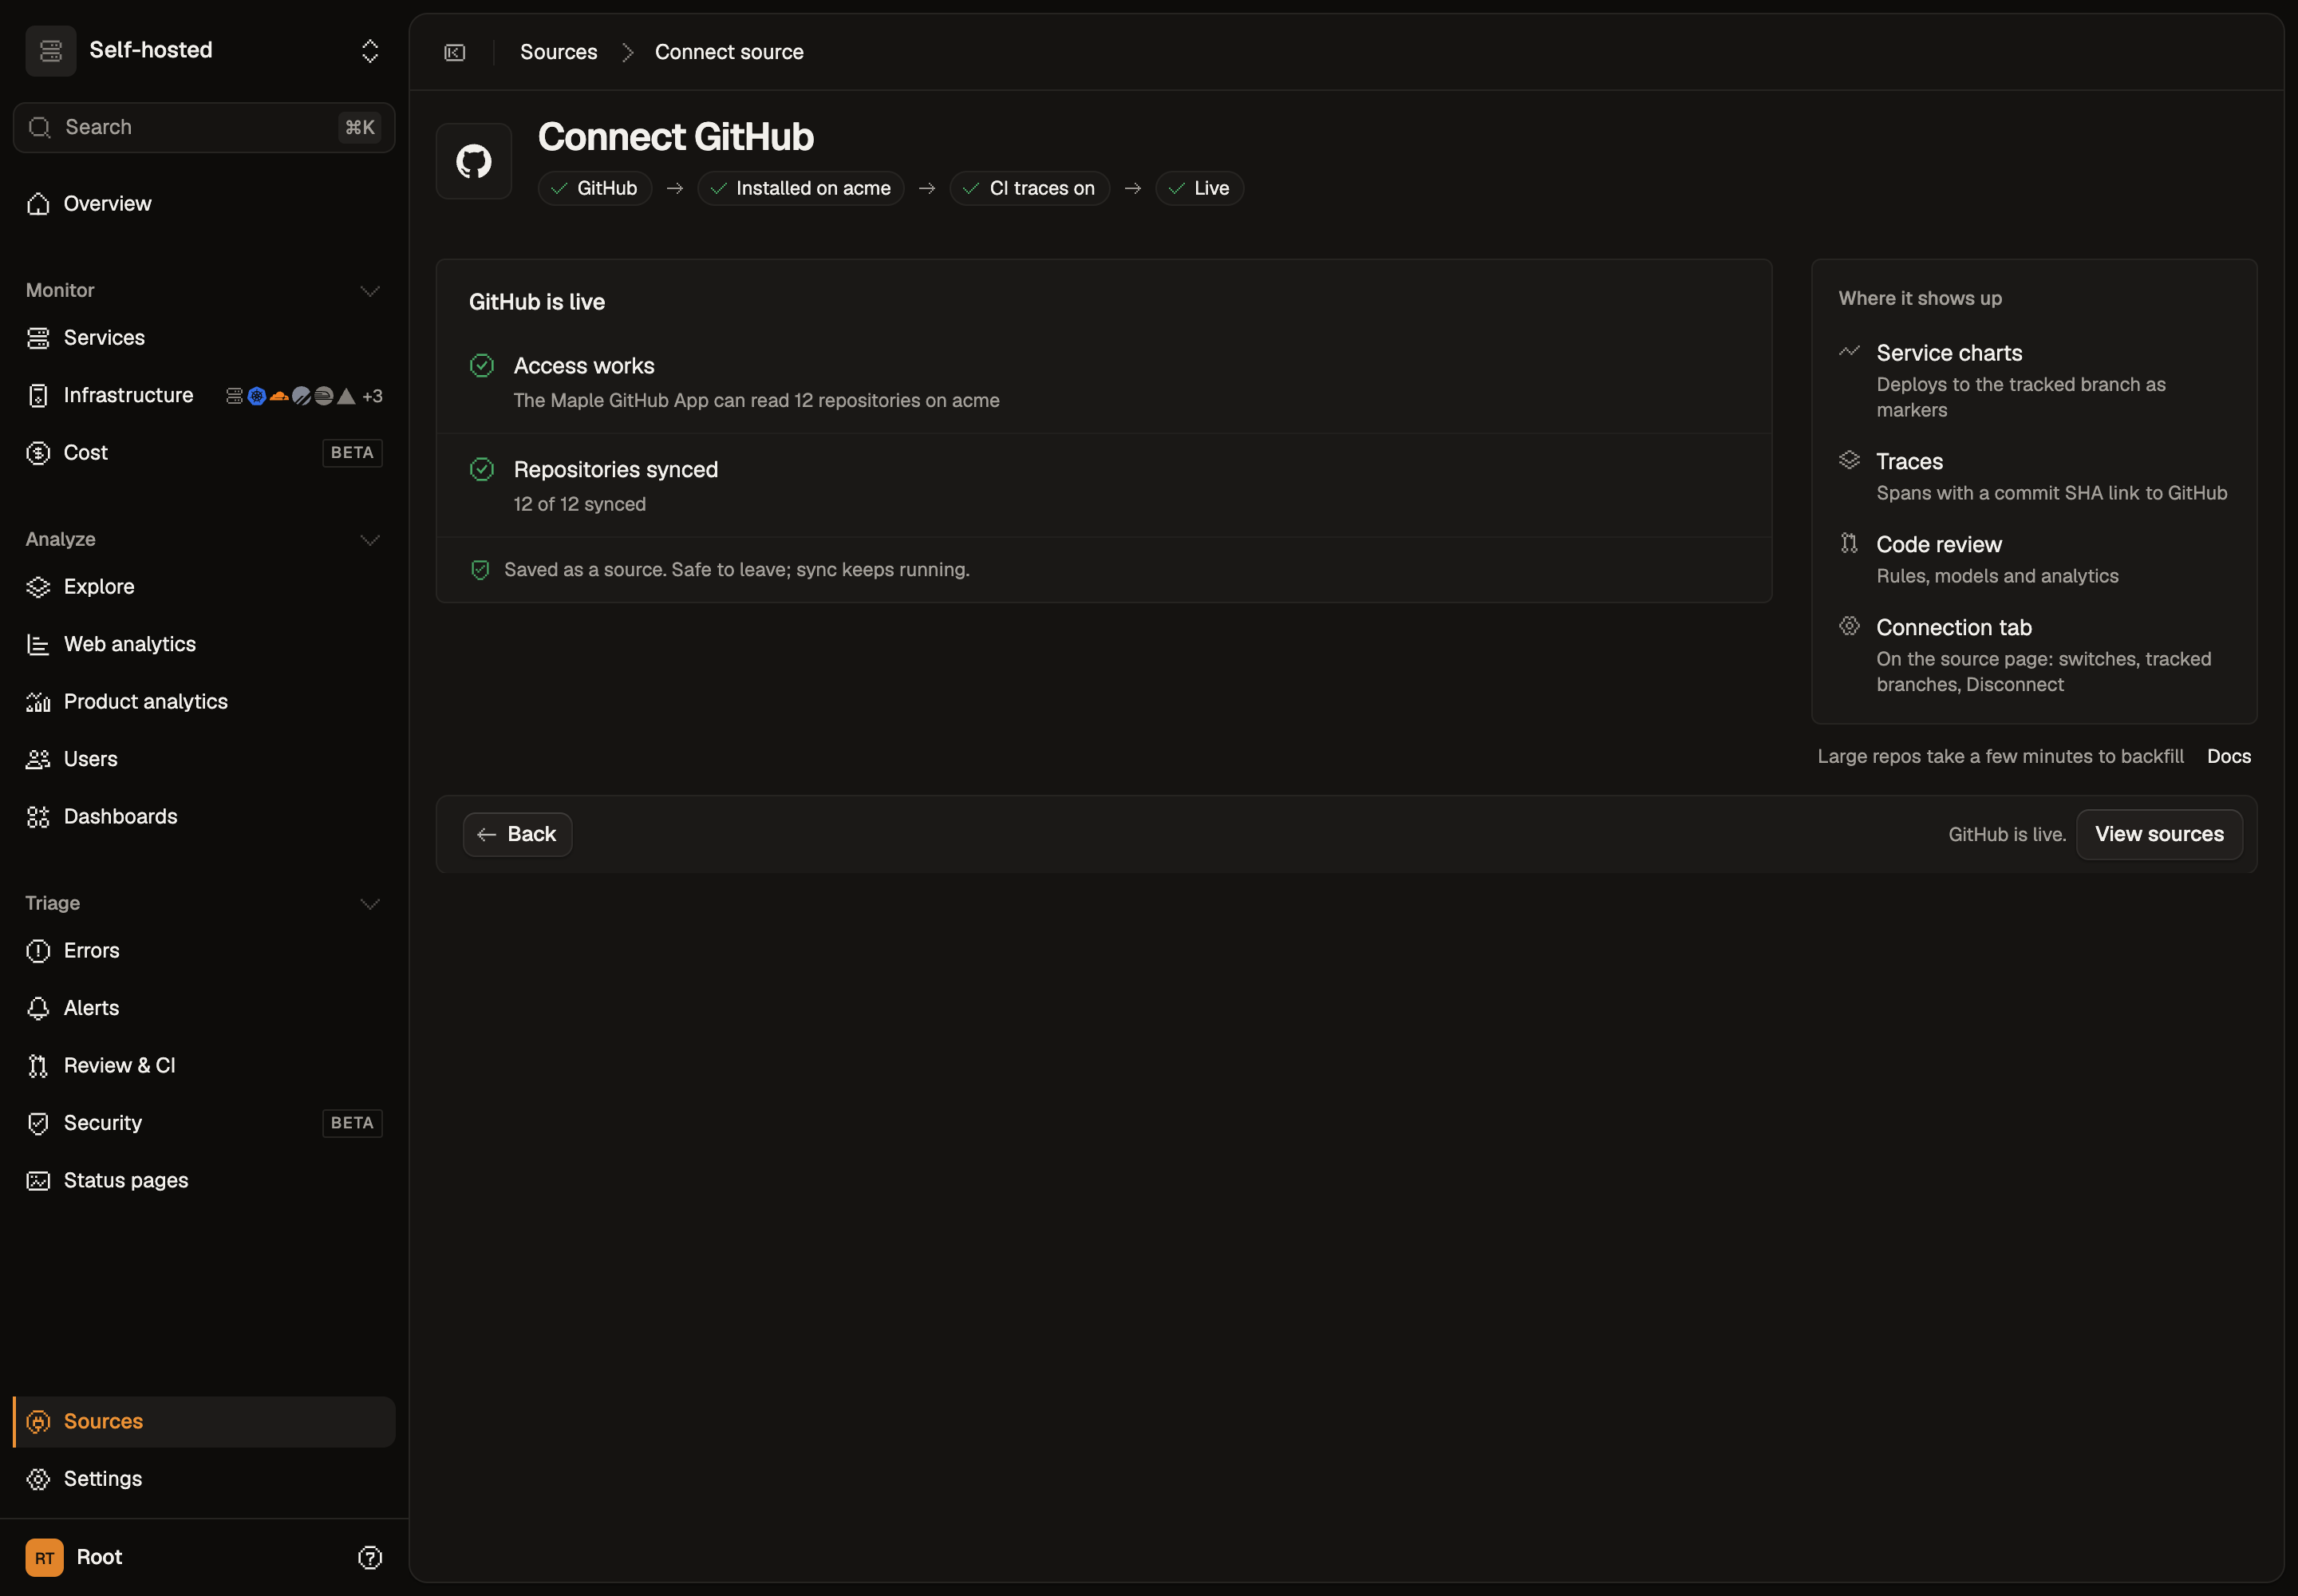 Self-hosted
Search ⌘K
Overview
Monitor
Services
Infrastructure +3
Cost BETA
Analyze
Explore
Web analytics
Product analytics
Users
Dashboards
Triage
Errors
Alerts
Review & CI
Security BETA
Status pages
Sources
Settings
RT Root
Sources Connect source
Connect GitHub
GitHub → Installed on acme → CI traces on → Live
GitHub is live
Access works
The Maple GitHub App can read 12 repositories on acme
Repositories synced
12 of 12 synced
Saved as a source. Safe to leave; sync keeps running.
Where it shows up
Service charts
Deploys to the tracked branch as
markers
Traces
Spans with a commit SHA link to GitHub
Code review
Rules, models and analytics
Connection tab
On the source page: switches, tracked
branches, Disconnect
Large repos take a few minutes to backfill Docs
← Back
GitHub is live. View sources